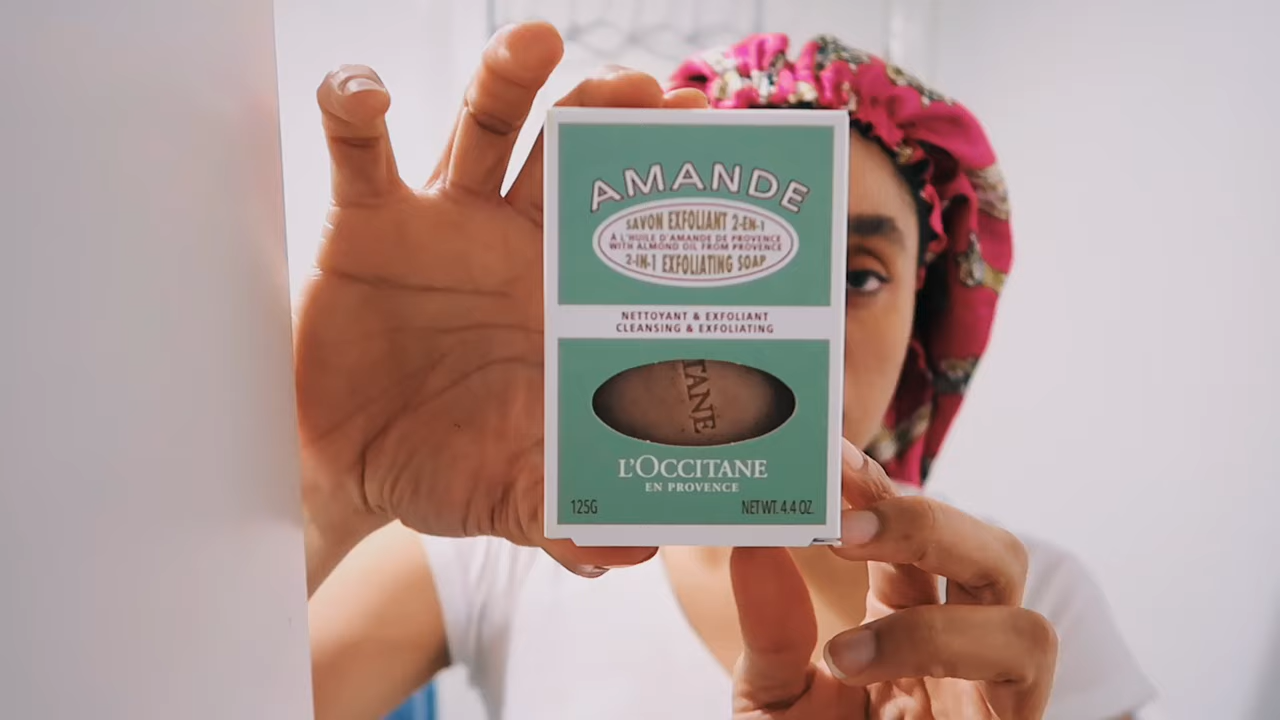 AMANDE
SAVON EXFOLIANT 2-EN-1
À L'HUILE D'AMANDE DE PROVENCE
WITH ALMOND OIL FROM PROVENCE
2-IN-1 EXFOLIATING SOAP
NETTOYANT & EXFOLIANT
CLEANSING & EXFOLIATING
TANE
L'OCCITANE
EN PROVENCE
125G NET WT. 4.4 OZ.